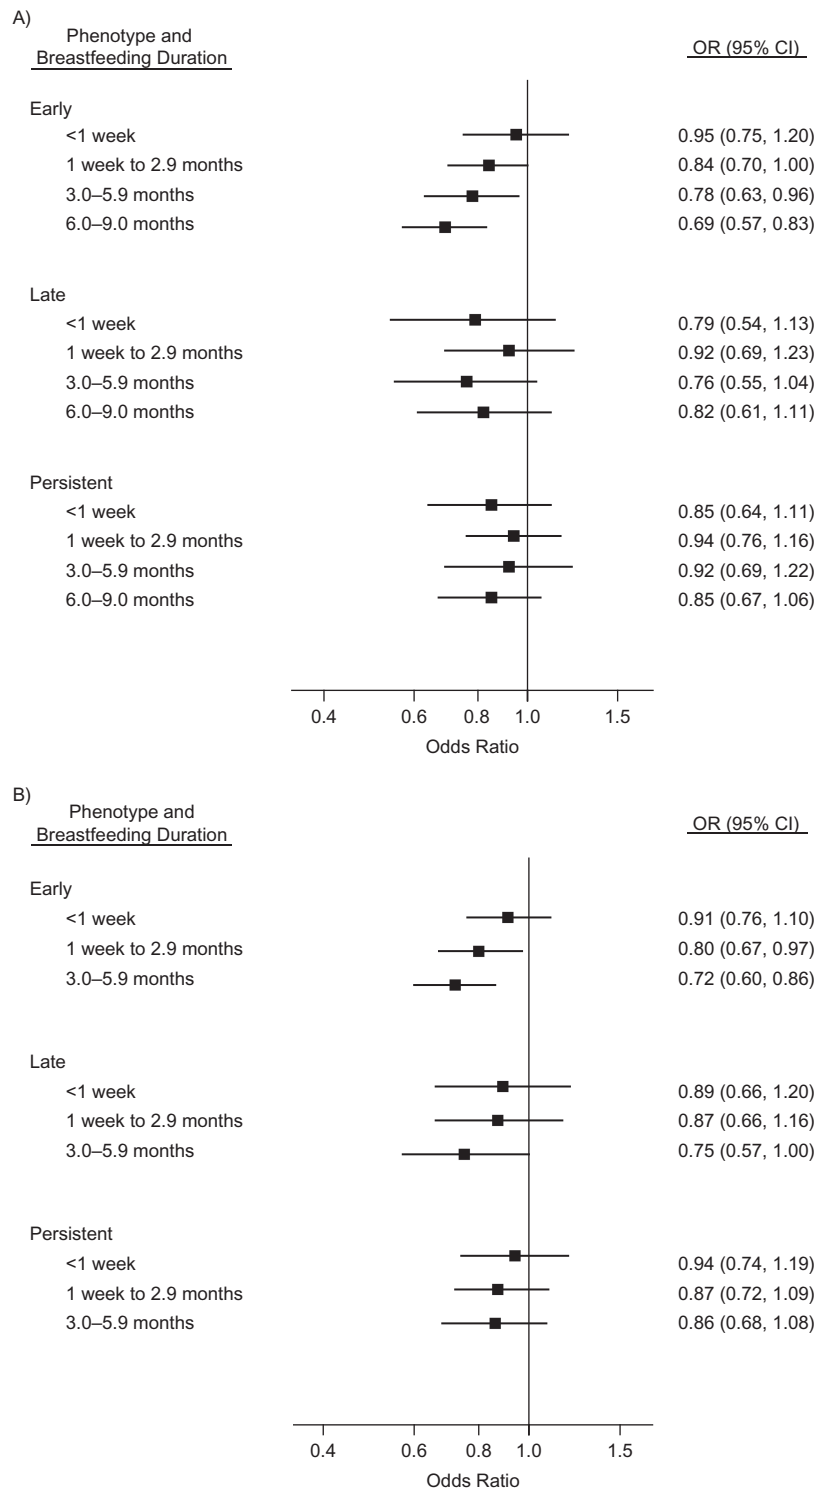 A)
Phenotype and
Breastfeeding Duration
OR (95% CI)
Early
<1 week 0.95 (0.75, 1.20)
1 week to 2.9 months 0.84 (0.70, 1.00)
3.0–5.9 months 0.78 (0.63, 0.96)
6.0–9.0 months 0.69 (0.57, 0.83)
Late
<1 week 0.79 (0.54, 1.13)
1 week to 2.9 months 0.92 (0.69, 1.23)
3.0–5.9 months 0.76 (0.55, 1.04)
6.0–9.0 months 0.82 (0.61, 1.11)
Persistent
<1 week 0.85 (0.64, 1.11)
1 week to 2.9 months 0.94 (0.76, 1.16)
3.0–5.9 months 0.92 (0.69, 1.22)
6.0–9.0 months 0.85 (0.67, 1.06)
0.4 0.6 0.8 1.0 1.5
Odds Ratio
B)
Phenotype and
Breastfeeding Duration
OR (95% CI)
Early
<1 week 0.91 (0.76, 1.10)
1 week to 2.9 months 0.80 (0.67, 0.97)
3.0–5.9 months 0.72 (0.60, 0.86)
Late
<1 week 0.89 (0.66, 1.20)
1 week to 2.9 months 0.87 (0.66, 1.16)
3.0–5.9 months 0.75 (0.57, 1.00)
Persistent
<1 week 0.94 (0.74, 1.19)
1 week to 2.9 months 0.87 (0.72, 1.09)
3.0–5.9 months 0.86 (0.68, 1.08)
0.4 0.6 0.8 1.0 1.5
Odds Ratio